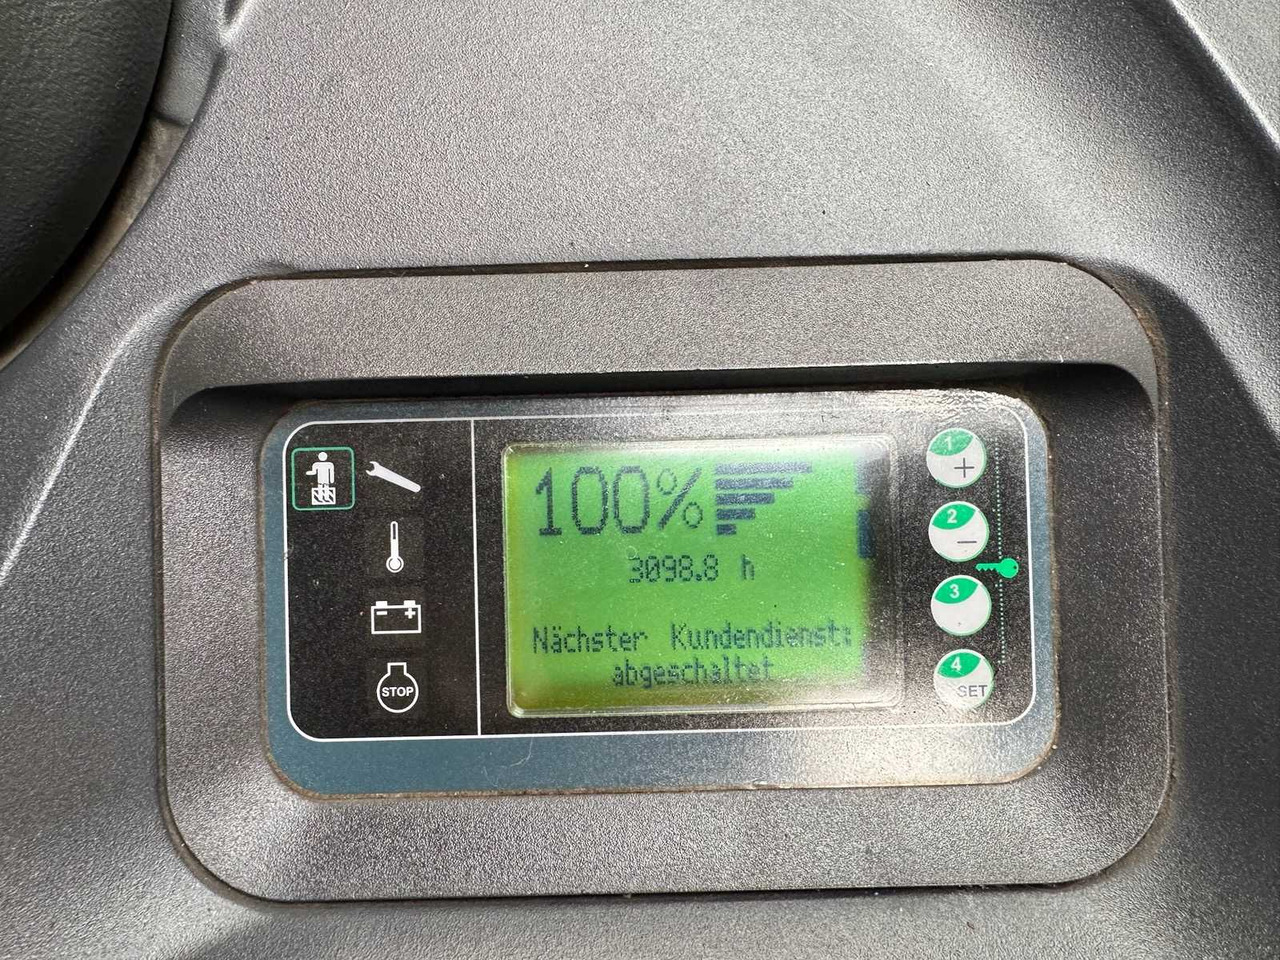 100%
3098.8 h
Nächster Kundendienst:
abgeschaltet
STOP
1
+
2
−
3
4
SET